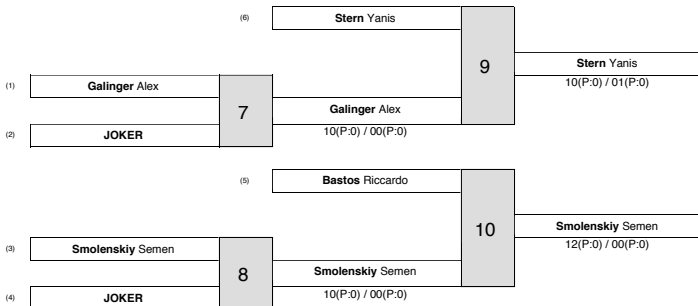 (6) Stern Yanis
9
Stern Yanis
10(P:0) / 01(P:0)
(1) Galinger Alex
7
Galinger Alex
10(P:0) / 00(P:0)
(2) JOKER
(5) Bastos Riccardo
10
Smolenskiy Semen
12(P:0) / 00(P:0)
(3) Smolenskiy Semen
8
Smolenskiy Semen
10(P:0) / 00(P:0)
(4) JOKER